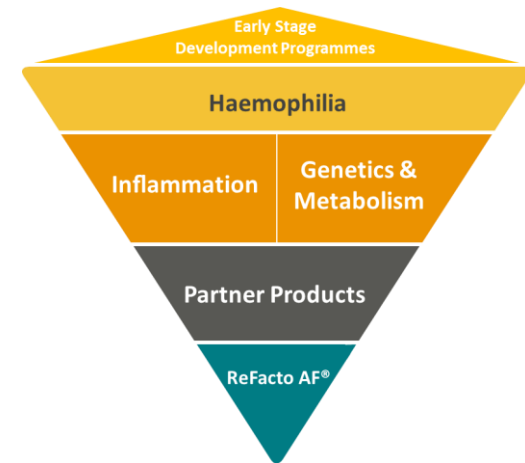 Early Stage
Development Programmes
Haemophilia
Inflammation
Genetics &
Metabolism
Partner Products
ReFacto AF®